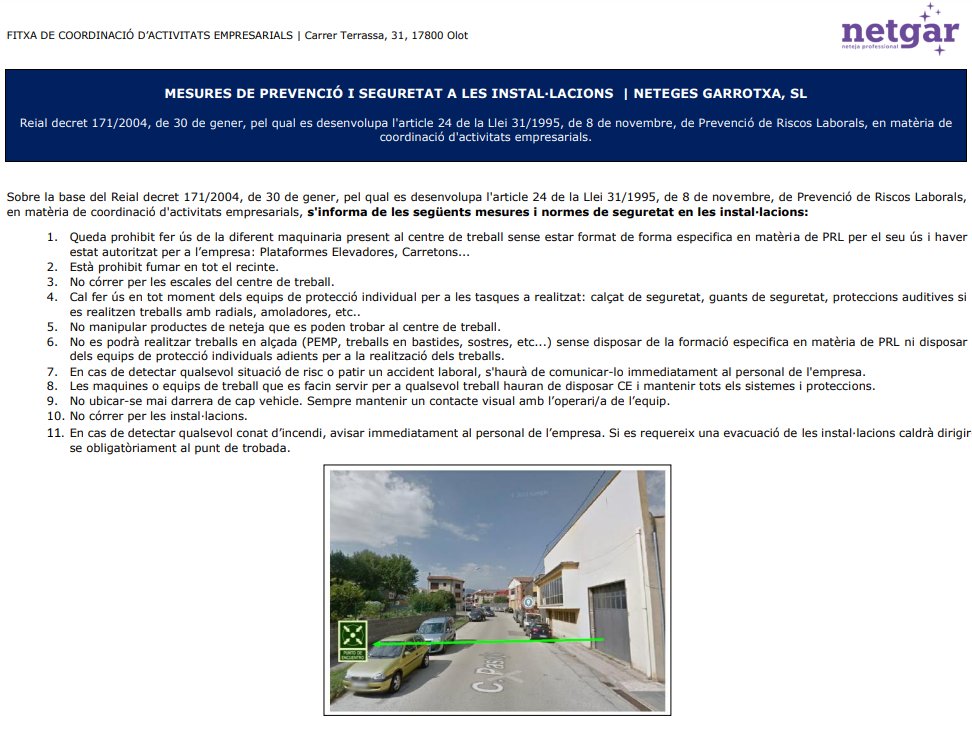 FITXA DE COORDINACIÓ D’ACTIVITATS EMPRESARIALS | Carrer Terrassa, 31, 17800 Olot
netgar
neteja professional
MESURES DE PREVENCIÓ I SEGURETAT A LES INSTAL·LACIONS | NETEGES GARROTXA, SL
Reial decret 171/2004, de 30 de gener, pel qual es desenvolupa l'article 24 de la Llei 31/1995, de 8 de novembre, de Prevenció de Riscos Laborals, en matèria de
coordinació d'activitats empresarials.
Sobre la base del Reial decret 171/2004, de 30 de gener, pel qual es desenvolupa l'article 24 de la Llei 31/1995, de 8 de novembre, de Prevenció de Riscos Laborals,
en matèria de coordinació d'activitats empresarials, s'informa de les següents mesures i normes de seguretat en les instal·lacions:
1. Queda prohibit fer ús de la diferent maquinaria present al centre de treball sense estar format de forma especifica en matèria de PRL per el seu ús i haver
estat autoritzat per a l’empresa: Plataformes Elevadores, Carretons...
2. Està prohibit fumar en tot el recinte.
3. No córrer per les escales del centre de treball.
4. Cal fer ús en tot moment dels equips de protecció individual per a les tasques a realitzat: calçat de seguretat, guants de seguretat, proteccions auditives si
es realitzen treballs amb radials, amoladores, etc..
5. No manipular productes de neteja que es poden trobar al centre de treball.
6. No es podrà realitzar treballs en alçada (PEMP, treballs en bastides, sostres, etc...) sense disposar de la formació especifica en matèria de PRL ni disposar
dels equips de protecció individuals adients per a la realització dels treballs.
7. En cas de detectar qualsevol situació de risc o patir un accident laboral, s'haurà de comunicar-lo immediatament al personal de l'empresa.
8. Les maquines o equips de treball que es facin servir per a qualsevol treball hauran de disposar CE i mantenir tots els sistemes i proteccions.
9. No ubicar-se mai darrera de cap vehicle. Sempre mantenir un contacte visual amb l’operari/a de l’equip.
10. No córrer per les instal·lacions.
11. En cas de detectar qualsevol conat d’incendi, avisar immediatament al personal de l’empresa. Si es requereix una evacuació de les instal·lacions caldrà dirigir
se obligatòriament al punt de trobada.
PUNTO DE
ENCUENTRO